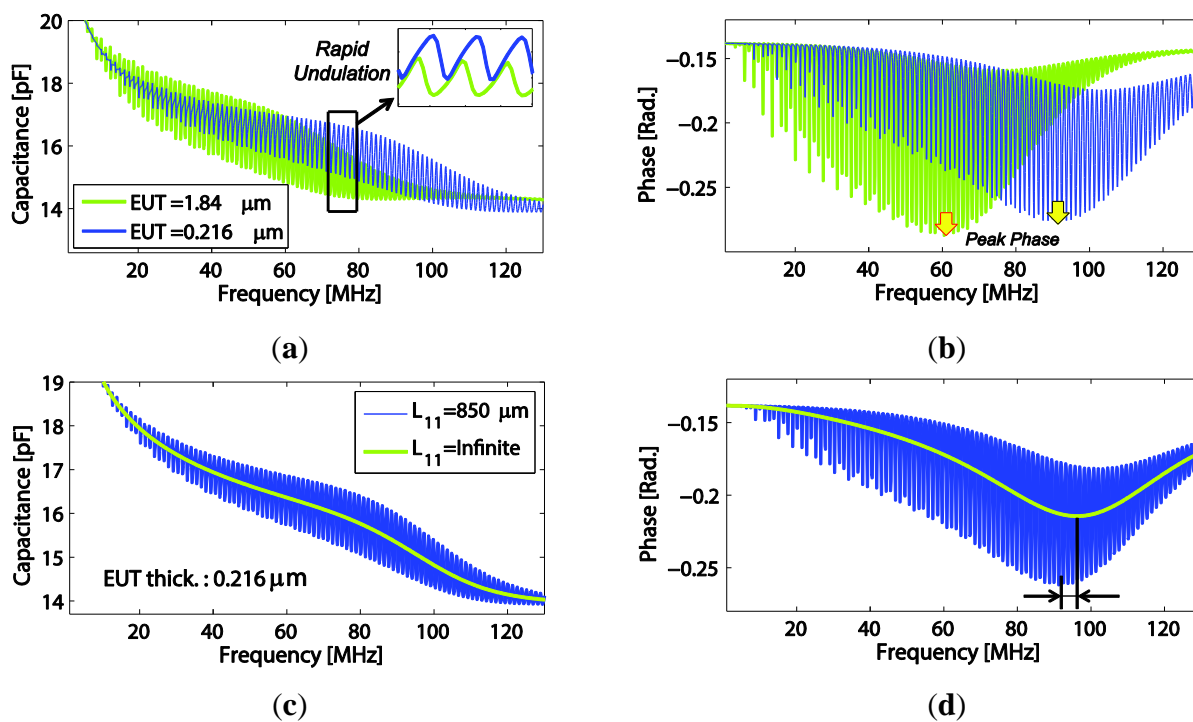 20
18
16
14
Capacitance [pF]
Rapid
Undulation
EUT =1.84 μm
EUT =0.216 μm
20 40 60 80 100 120
Frequency [MHz]
(a)
−0.15
−0.2
−0.25
Phase [Rad.]
Peak Phase
20 40 60 80 100 120
Frequency [MHz]
(b)
19
18
17
16
15
14
Capacitance [pF]
L11=850 μm
L11=Infinite
EUT thick. : 0.216 μm
20 40 60 80 100 120
Frequency [MHz]
(c)
−0.15
−0.2
−0.25
Phase [Rad.]
20 40 60 80 100 120
Frequency [MHz]
(d)